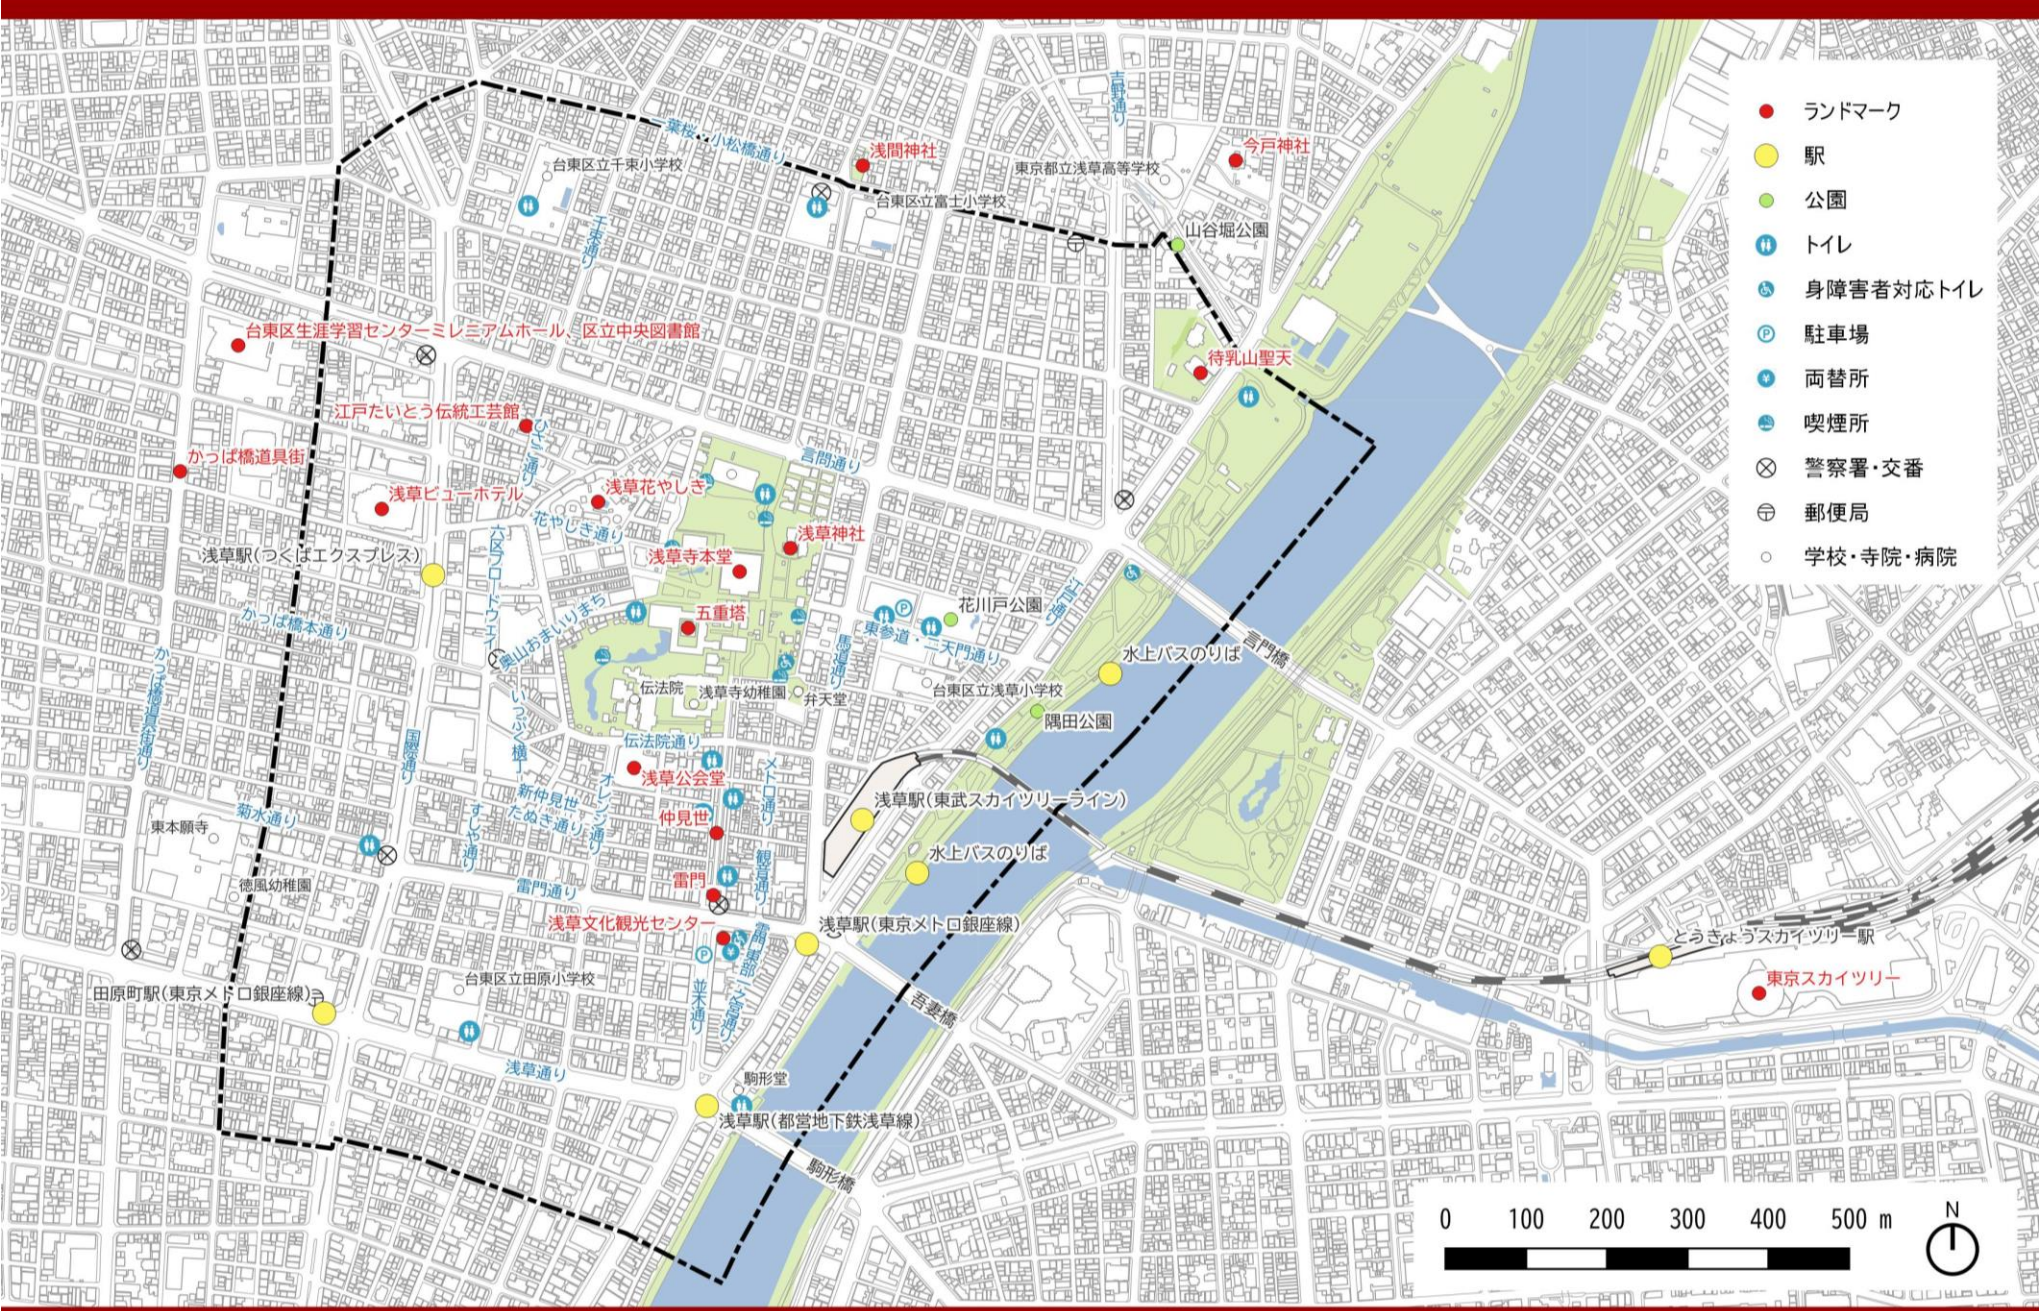 吉野通り
一葉桜・小松橋通り
浅間神社
今戸神社
台東区立千束小学校
東京都立浅草高等学校
台東区立富士小学校
千束通り
山谷堀公園
台東区生涯学習センターミレニアムホール、区立中央図書館
待乳山聖天
江戸たいとう伝統工芸館
ひさご通り
かっぱ橋道具街
言問通り
浅草ビューホテル
浅草花やしき
花やしき通り
六区ブロードウェイ
浅草神社
浅草寺本堂
浅草駅(つくばエクスプレス)
江戸通り
花川戸公園
かっぱ橋本通り
奥山おまいりまち
五重塔
東参道・二天門通り
馬道通り
言門橋
水上バスのりば
かっぱ橋道具街通り
伝法院
浅草寺幼稚園
弁天堂
台東区立浅草小学校
隅田公園
いっぷく横丁
国際通り
伝法院通り
浅草公会堂
メトロ通り
オレンジ通り
新仲見世
たぬき通り
すしや通り
浅草駅(東武スカイツリーライン)
菊水通り
東本願寺
仲見世
水上バスのりば
観音通り
徳風幼稚園
雷門通り
雷門
浅草文化観光センター
浅草駅(東京メトロ銀座線)
とうきょうスカイツリー駅
東京スカイツリー
台東区立田原小学校
田原町駅(東京メトロ銀座線)
並木通り
吾妻橋
浅草通り
駒形堂
浅草駅(都営地下鉄浅草線)
駒形橋
ランドマーク
駅
公園
トイレ
身障害者対応トイレ
駐車場
両替所
喫煙所
警察署・交番
郵便局
学校・寺院・病院
0 100 200 300 400 500 m
N